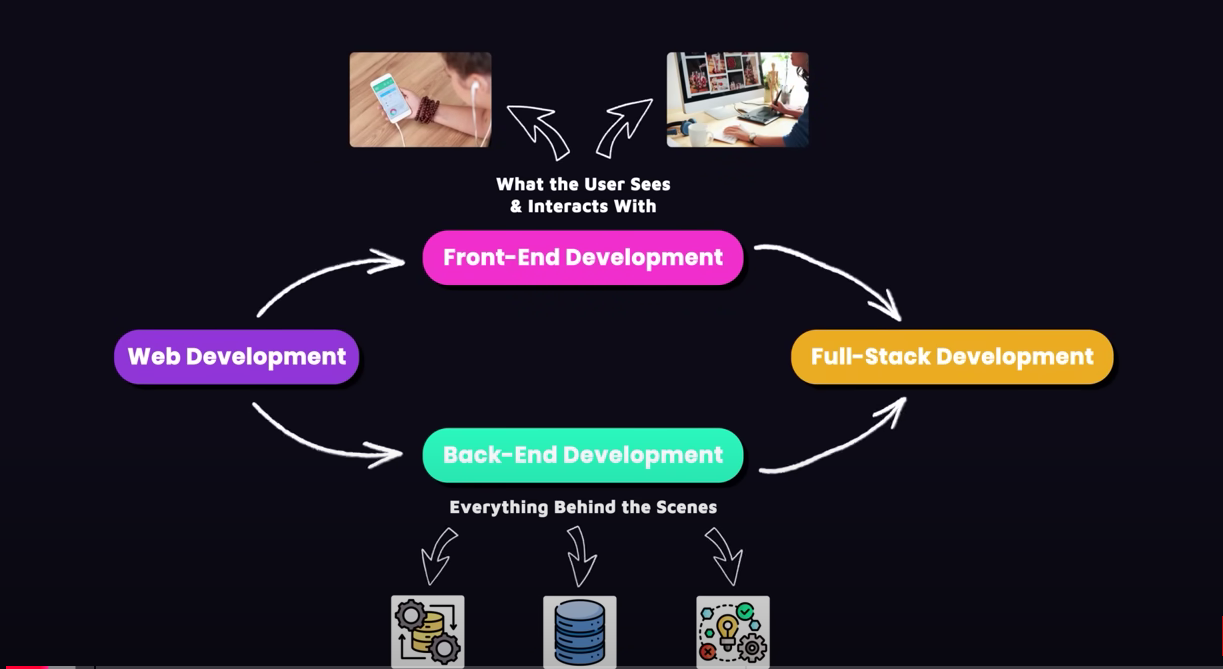 What the User Sees
& Interacts With
Front-End Development
Web Development
Full-Stack Development
Back-End Development
Everything Behind the Scenes